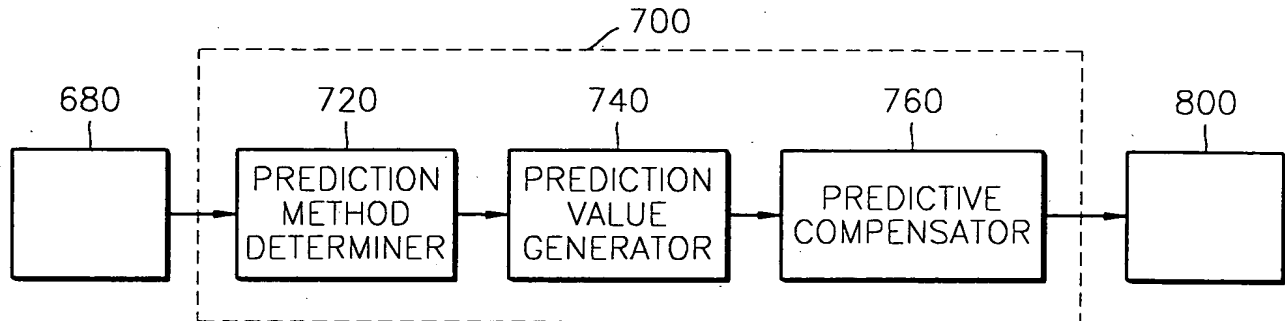 700
680
720
740
760
800
PREDICTION
METHOD
DETERMINER
PREDICTION
VALUE
GENERATOR
PREDICTIVE
COMPENSATOR